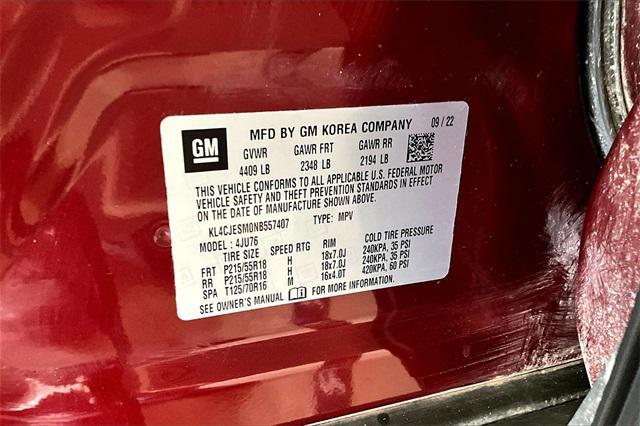 GM
MFD BY GM KOREA COMPANY 09 / 22
GVWR GAWR FRT GAWR RR
4409 LB 2348 LB 2194 LB
THIS VEHICLE CONFORMS TO ALL APPLICABLE U.S. FEDERAL MOTOR
VEHICLE SAFETY AND THEFT PREVENTION STANDARDS IN EFFECT
ON THE DATE OF MANUFACTURE SHOWN ABOVE.
KL4CJESM0NB557407 TYPE: MPV
MODEL: 4JU76
TIRE SIZE SPEED RTG RIM COLD TIRE PRESSURE
FRT P215/55R18 H 18x7.0J 240KPA, 35 PSI
RR P215/55R18 H 18x7.0J 240KPA, 35 PSI
SPA T125/70R16 M 16x4.0T 420KPA, 60 PSI
SEE OWNER'S MANUAL FOR MORE INFORMATION.